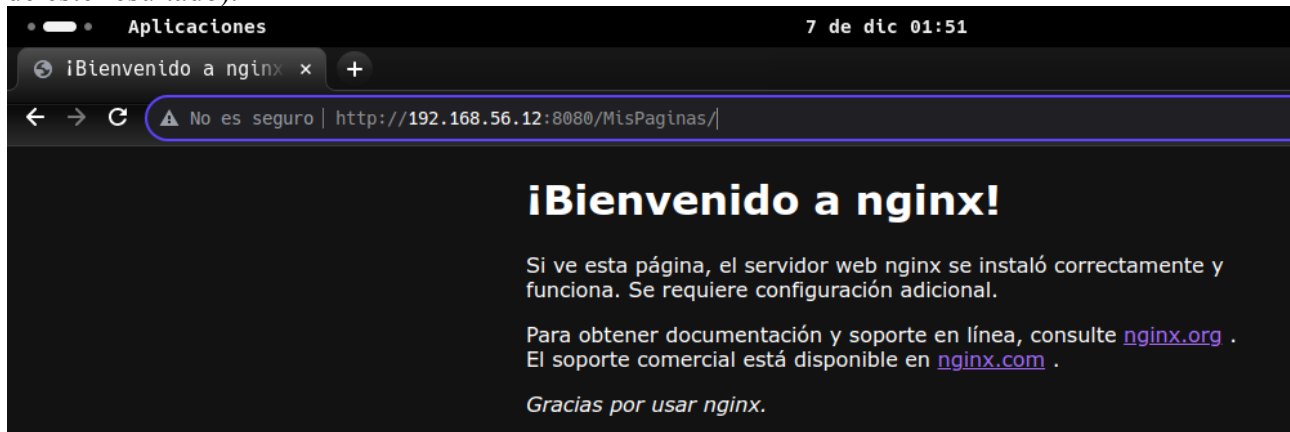 de este resultado).
Aplicaciones
7 de dic 01:51
¡Bienvenido a nginx
No es seguro
http://192.168.56.12:8080/MisPaginas/
¡Bienvenido a nginx!
Si ve esta página, el servidor web nginx se instaló correctamente y
funciona. Se requiere configuración adicional.
Para obtener documentación y soporte en línea, consulte nginx.org .
El soporte comercial está disponible en nginx.com .
Gracias por usar nginx.